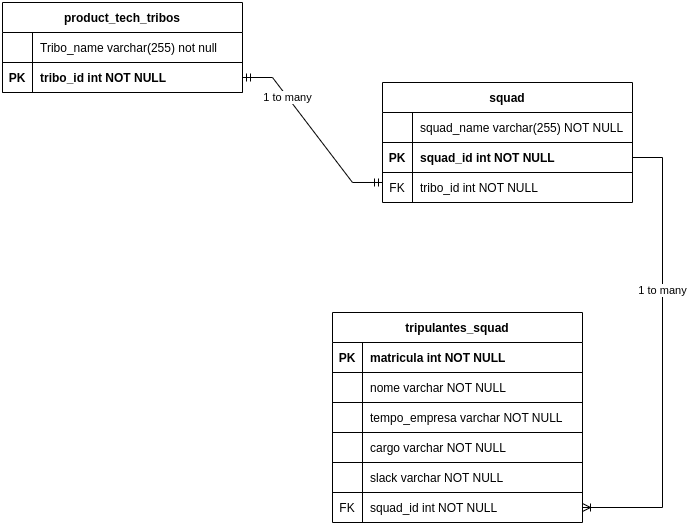 product_tech_tribos
Tribo_name varchar(255) not null
PK tribo_id int NOT NULL
1 to many
squad
squad_name varchar(255) NOT NULL
PK squad_id int NOT NULL
FK tribo_id int NOT NULL
1 to many
tripulantes_squad
PK matricula int NOT NULL
nome varchar NOT NULL
tempo_empresa varchar NOT NULL
cargo varchar NOT NULL
slack varchar NOT NULL
FK squad_id int NOT NULL